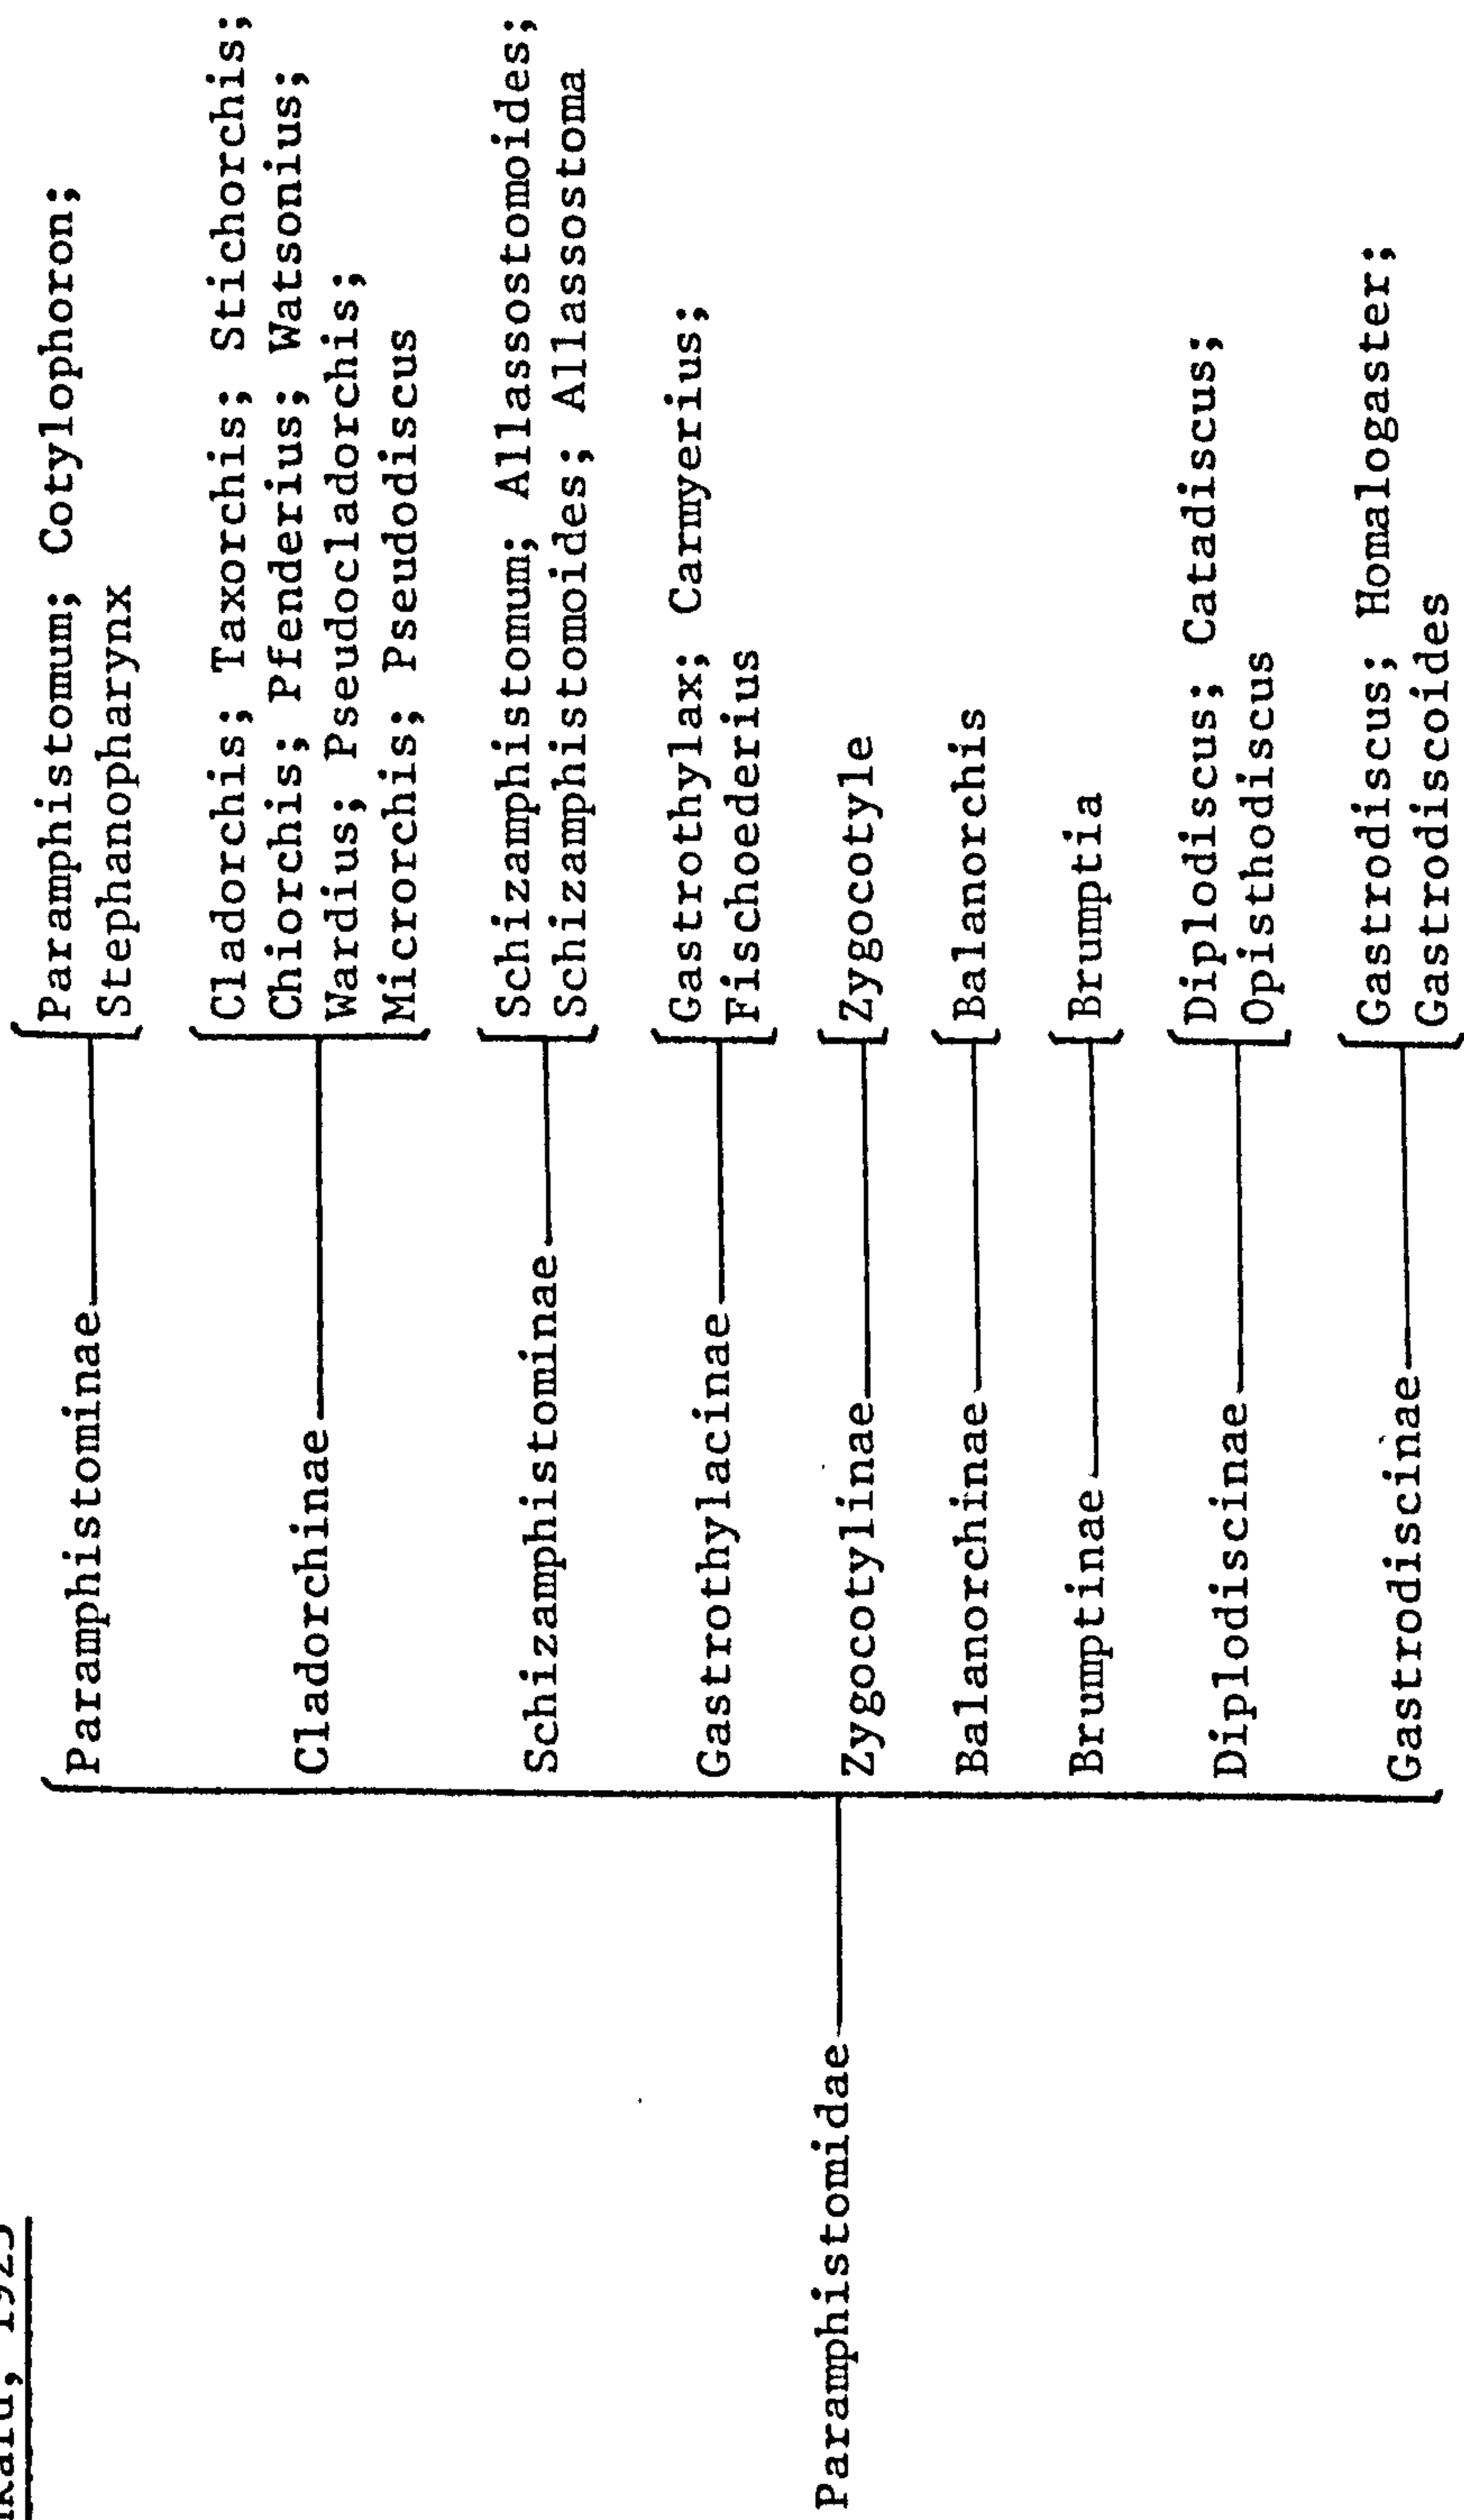 1925
Paramphistomidae
Paramphistominae
Paramphistomum; Cotylophoron;
Stephanopharynx
Cladorchinae
Cladorchis; Taxorchis; Stichorchis;
Chiorchis; Pfenderius; Watsonius;
Wardius; Pseudocladorchis;
Microrchis; Pseudodiscus
Schizamphistominae
Schizamphistomum; Allassostomoides;
Schizamphistomoides; Allassostoma
Gastrothylacinae
Gastrothylax; Carmyerius;
Fischoederius
Zygocotylinae
Zygocotyle
Balanorchinae
Balanorchis
Brumptinae
Brumptia
Diplodiscinae
Diplodiscus; Catadiscus;
Opisthodiscus
Gastrodiscinae
Gastrodiscus; Homalogaster;
Gastrodiscoides